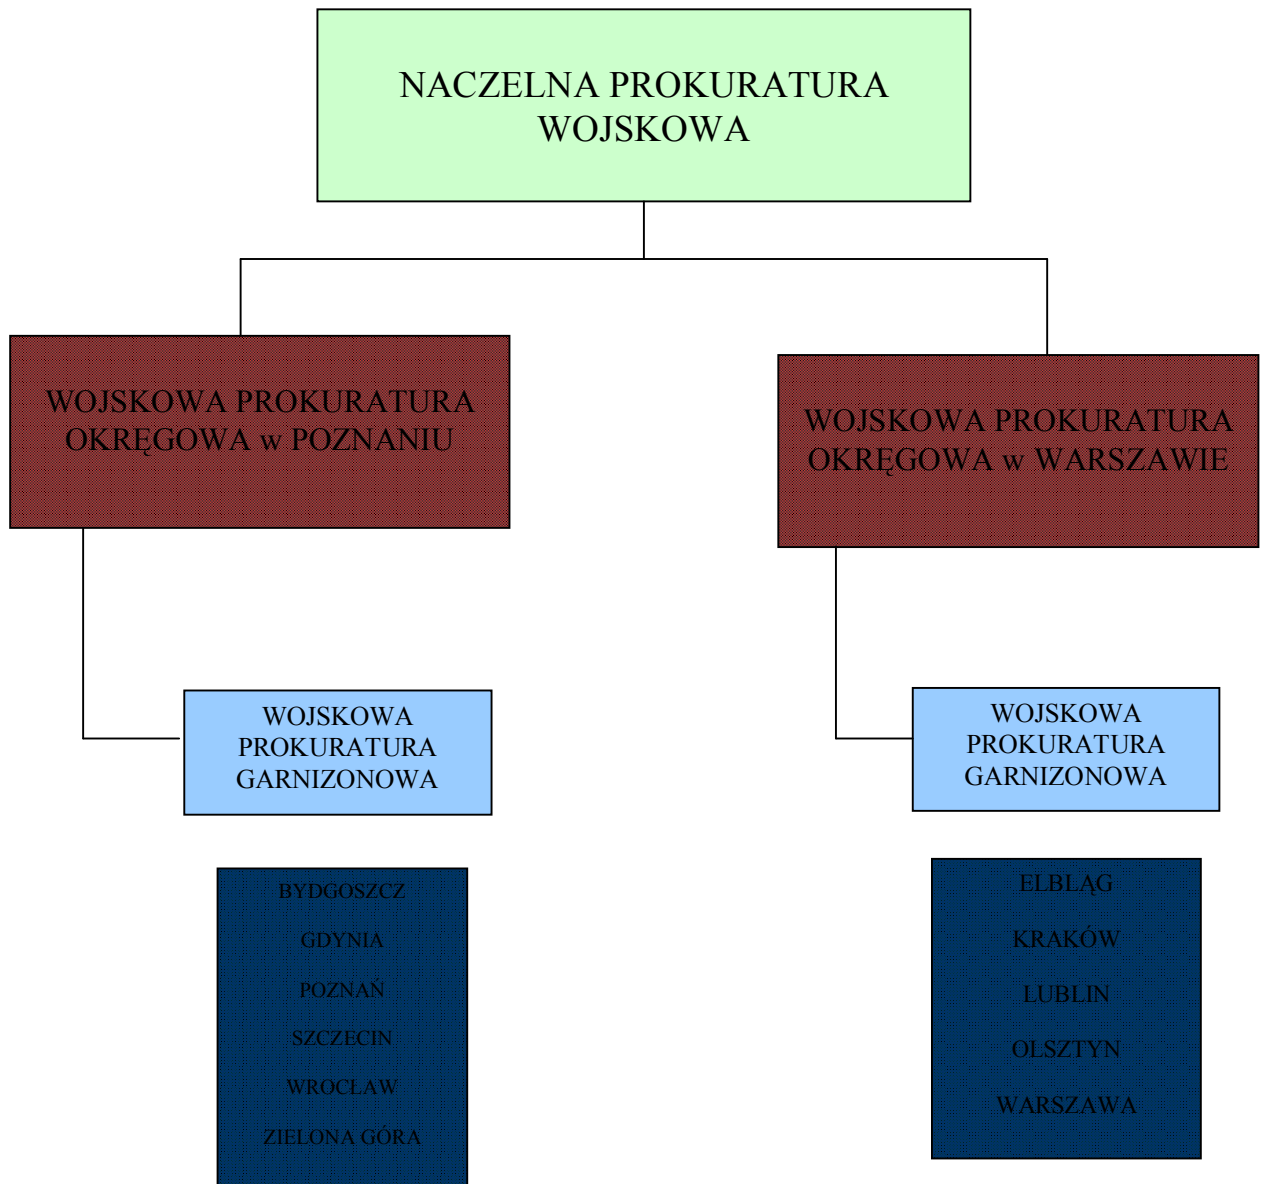 NACZELNA PROKURATURA
WOJSKOWA
WOJSKOWA PROKURATURA
OKRĘGOWA w POZNANIU
WOJSKOWA PROKURATURA
OKRĘGOWA w WARSZAWIE
WOJSKOWA
PROKURATURA
GARNIZONOWA
WOJSKOWA
PROKURATURA
GARNIZONOWA
BYDGOSZCZ
GDYNIA
POZNAŃ
SZCZECIN
WROCŁAW
ZIELONA GÓRA
ELBLĄG
KRAKÓW
LUBLIN
OLSZTYN
WARSZAWA